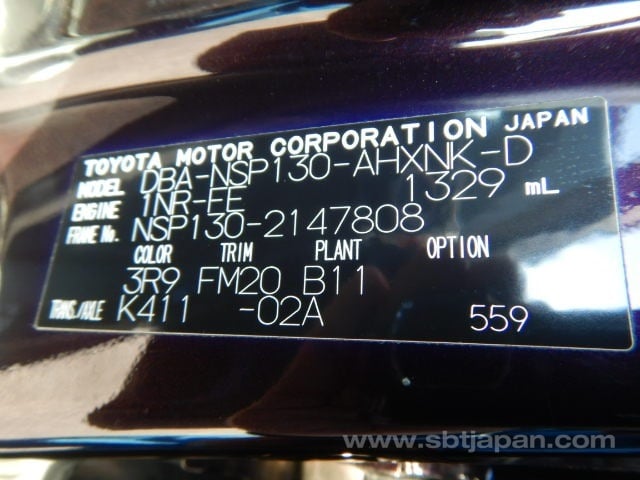 TOYOTA MOTOR CORPORATION JAPAN
MODEL DBA-NSP130-AHXNK-D
ENGINE 1NR-FE 1329 mL
FRAME No. NSP130-2147808
COLOR TRIM PLANT OPTION
3R9 FM20 B11
TRANS./AXLE K411 -02A 559
www.sbtjapan.com